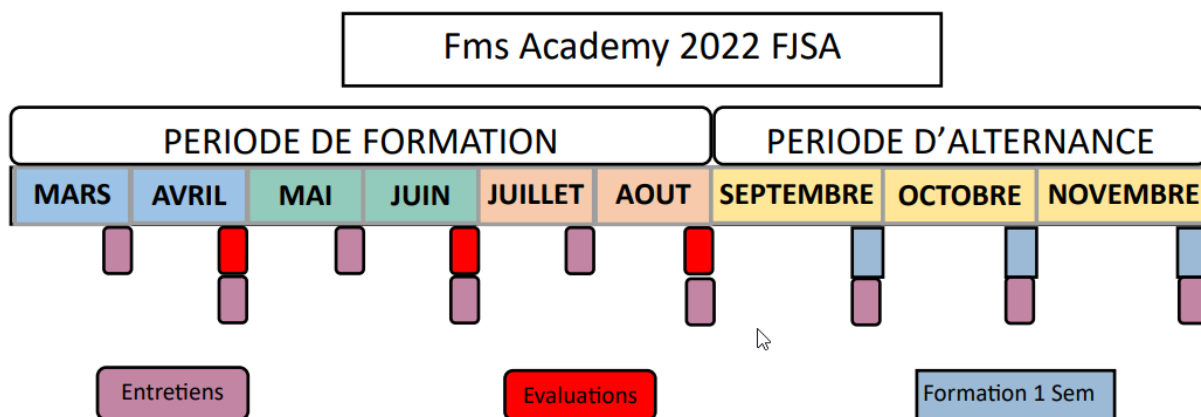 Fms Academy 2022 FJSA
PERIODE DE FORMATION PERIODE D'ALTERNANCE
MARS AVRIL MAI JUIN JUILLET AOUT SEPTEMBRE OCTOBRE NOVEMBRE
Entretiens Evaluations Formation 1 Sem